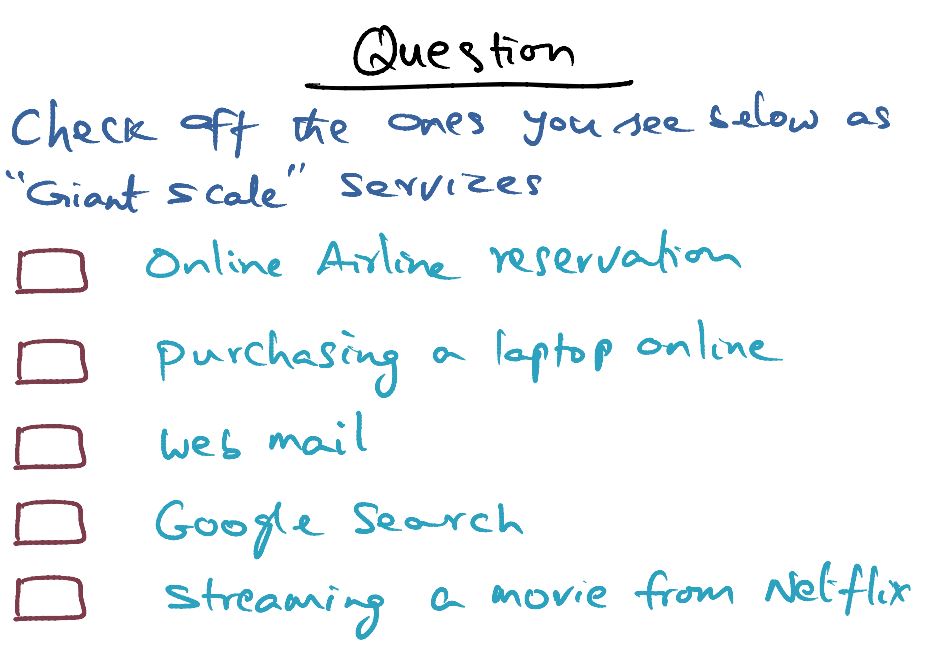 Question
Check off the ones you see below as
"Giant scale" services
Online Airline reservation
purchasing a laptop online
web mail
Google search
streaming a movie from Netflix